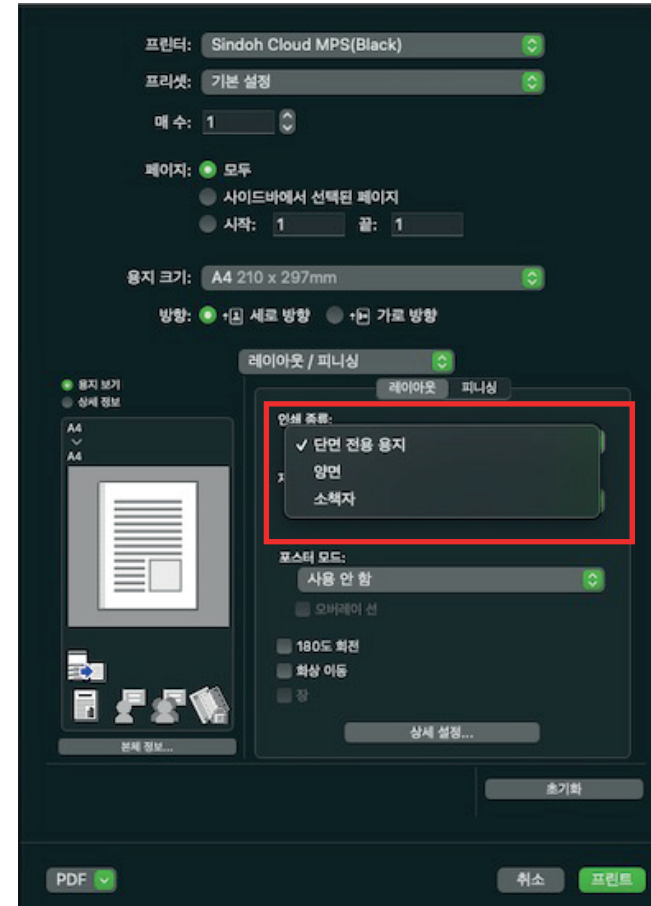 프린터: Sindoh Cloud MPS(Black)
프리셋: 기본 설정
매 수: 1
페이지: 모두
사이드바에서 선택된 페이지
시작: 1 끝: 1
용지 크기: A4 210 x 297mm
방향: 세로 방향 가로 방향
레이아웃 / 피니싱
용지 보기
상세 정보
A4
A4
레이아웃 피니싱
인쇄 종류:
✓ 단면 전용 용지
양면
소책자
포스터 모드:
사용 안 함
오버레이 선
180도 회전
화상 이동
장
상세 설정...
본체 정보...
초기화
PDF 취소 프린트